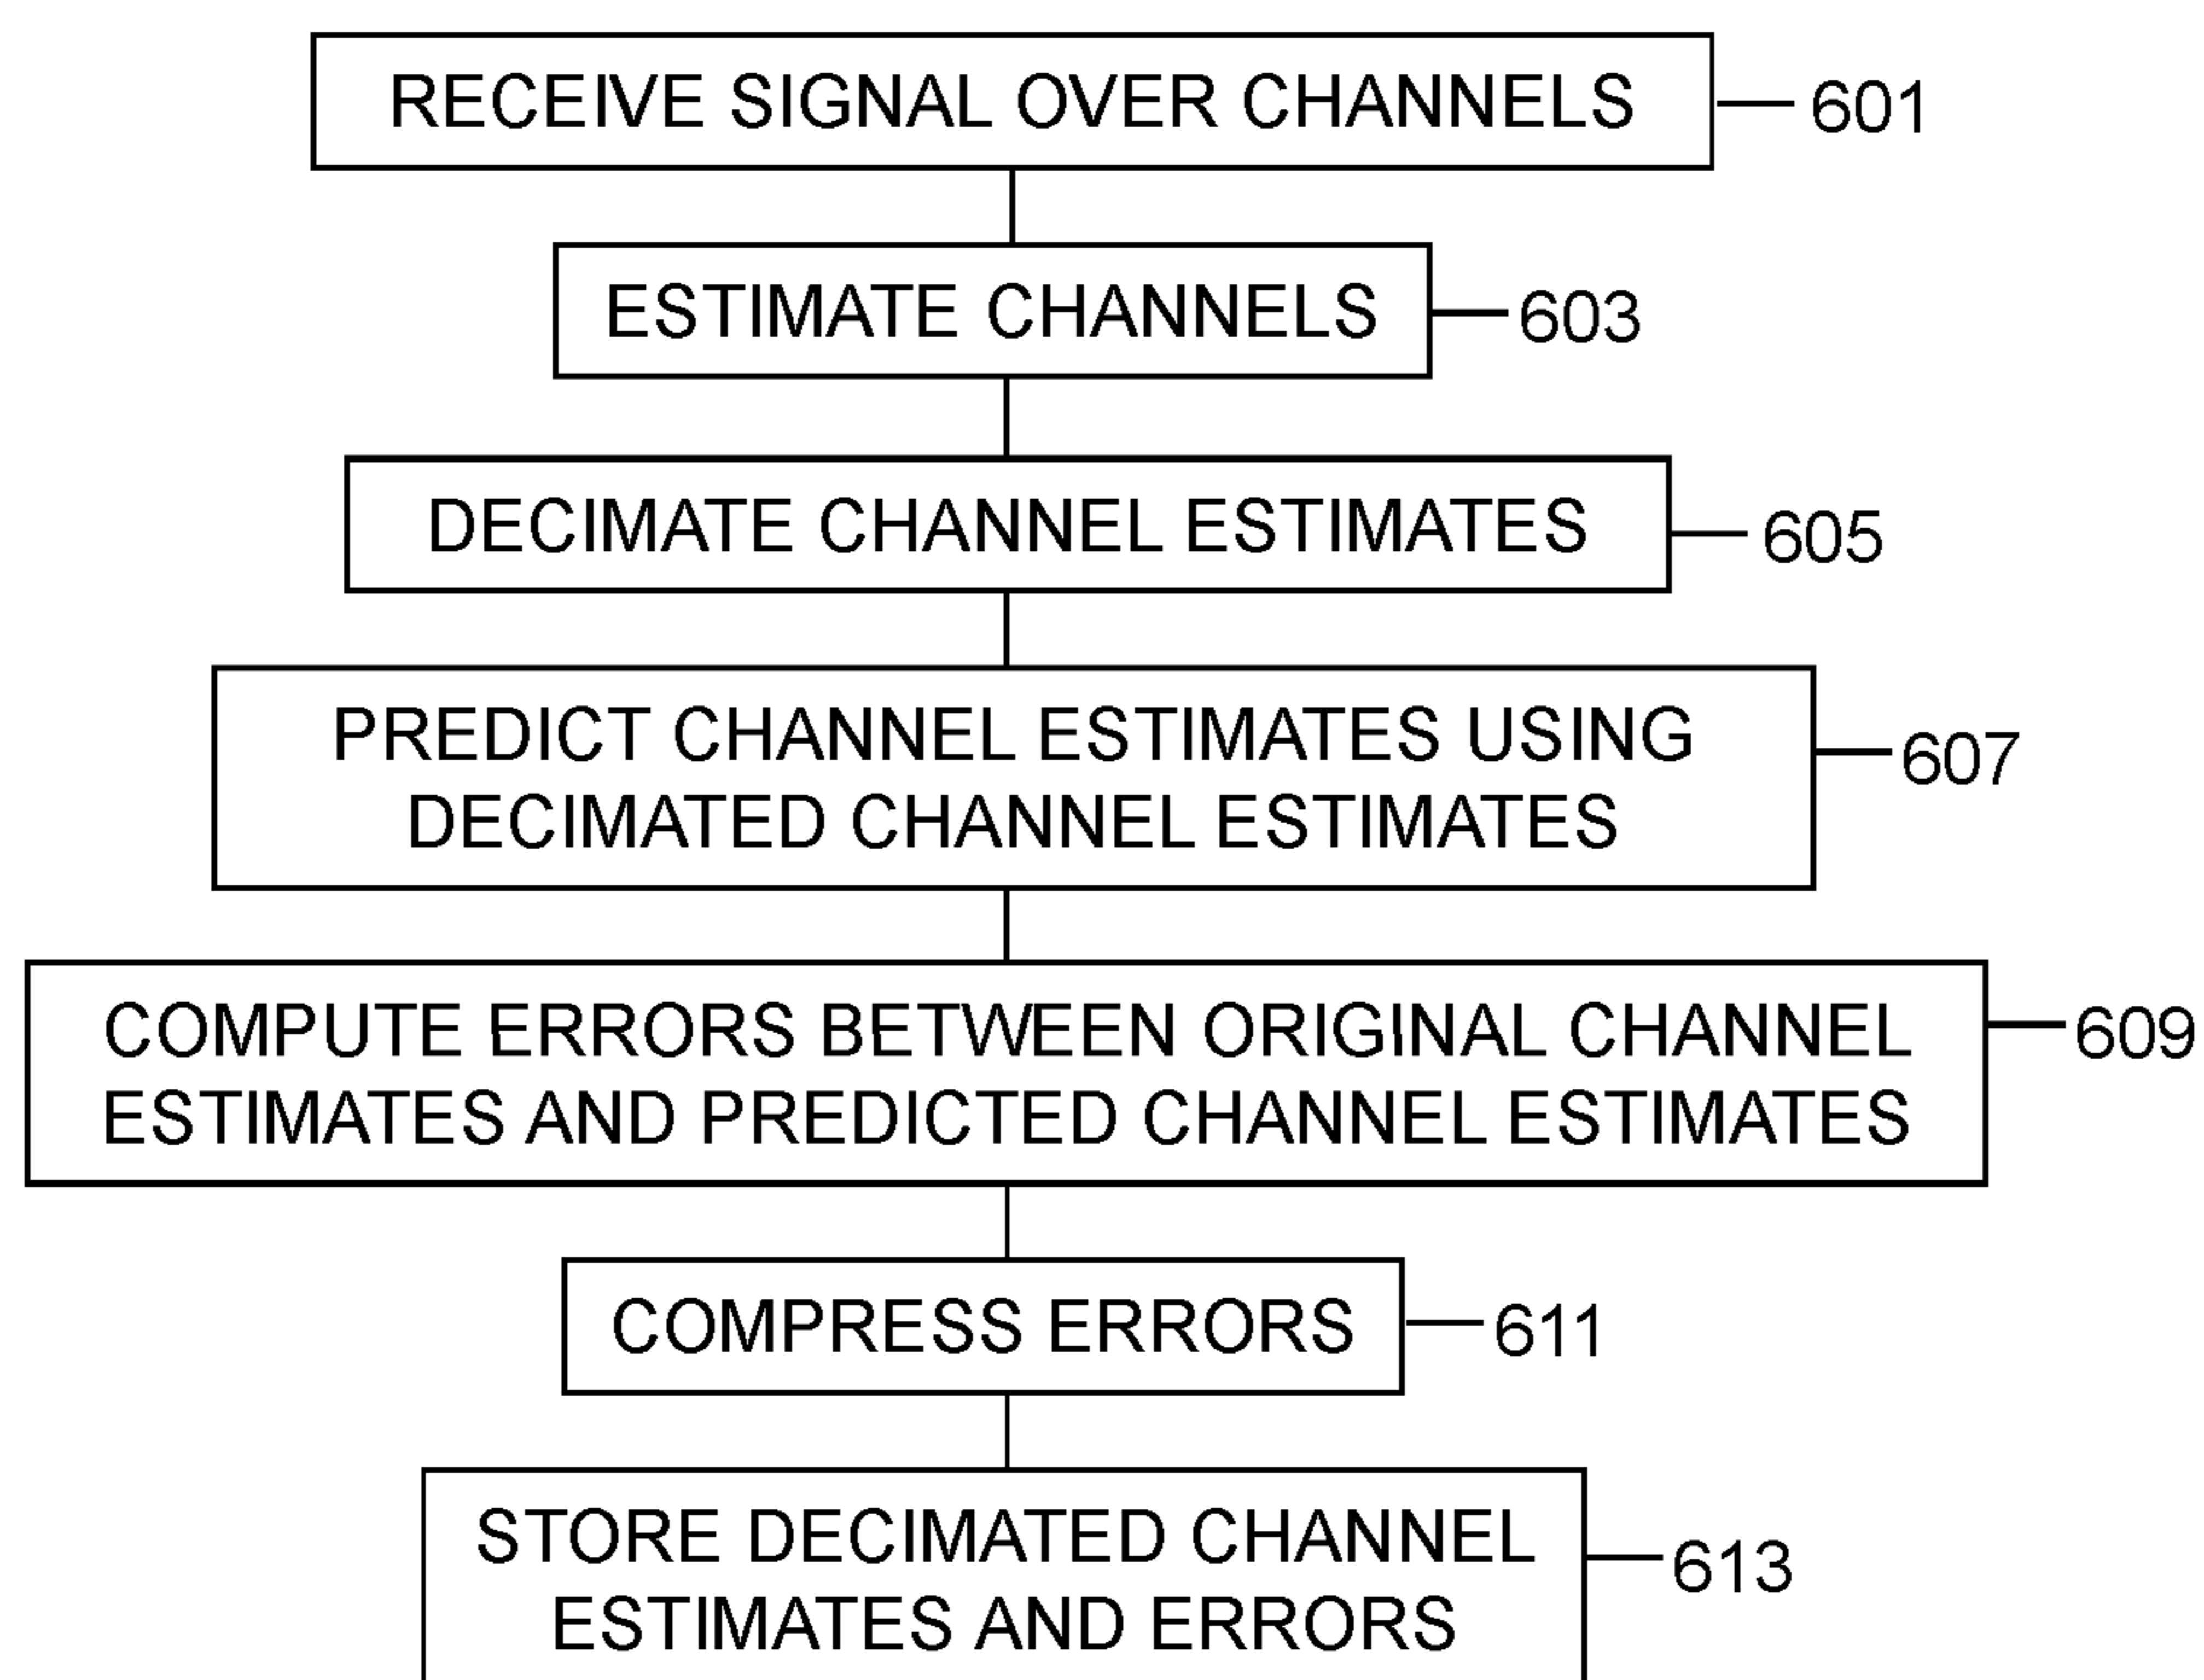 RECEIVE SIGNAL OVER CHANNELS
601
ESTIMATE CHANNELS
603
DECIMATE CHANNEL ESTIMATES
605
PREDICT CHANNEL ESTIMATES USING
DECIMATED CHANNEL ESTIMATES
607
COMPUTE ERRORS BETWEEN ORIGINAL CHANNEL
ESTIMATES AND PREDICTED CHANNEL ESTIMATES
609
COMPRESS ERRORS
611
STORE DECIMATED CHANNEL
ESTIMATES AND ERRORS
613